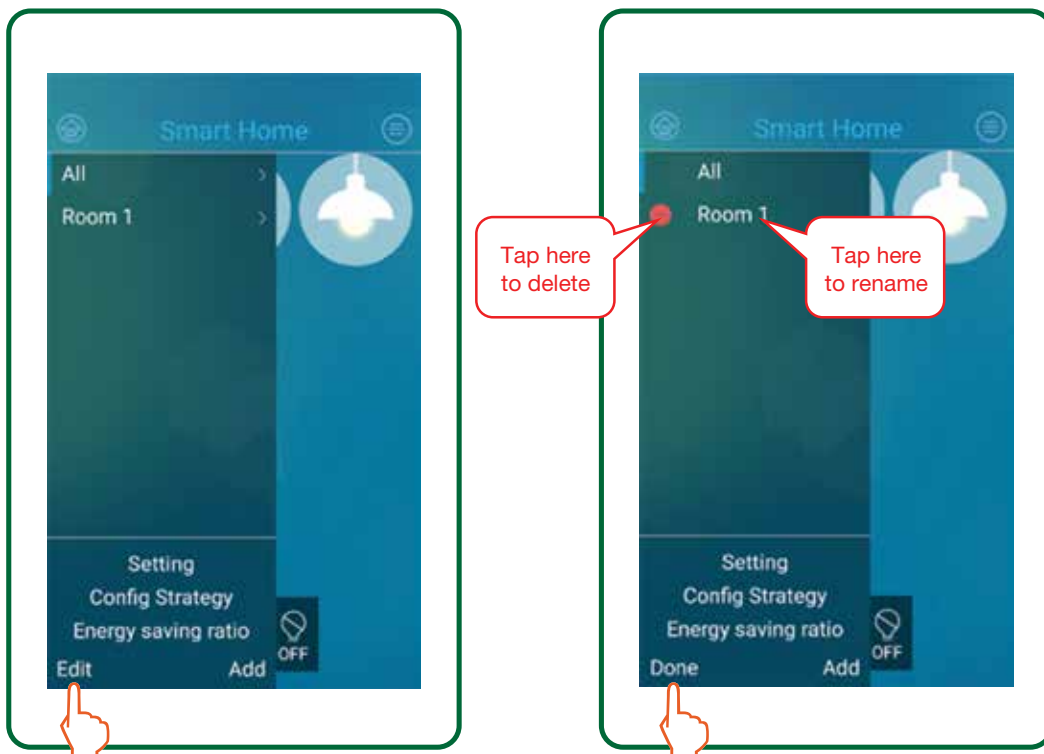 Smart Home
All
Room 1
Setting
Config Strategy
Energy saving ratio
Edit
Add
OFF
Smart Home
All
Room 1
Tap here
to delete
Tap here
to rename
Setting
Config Strategy
Energy saving ratio
Done
Add
OFF